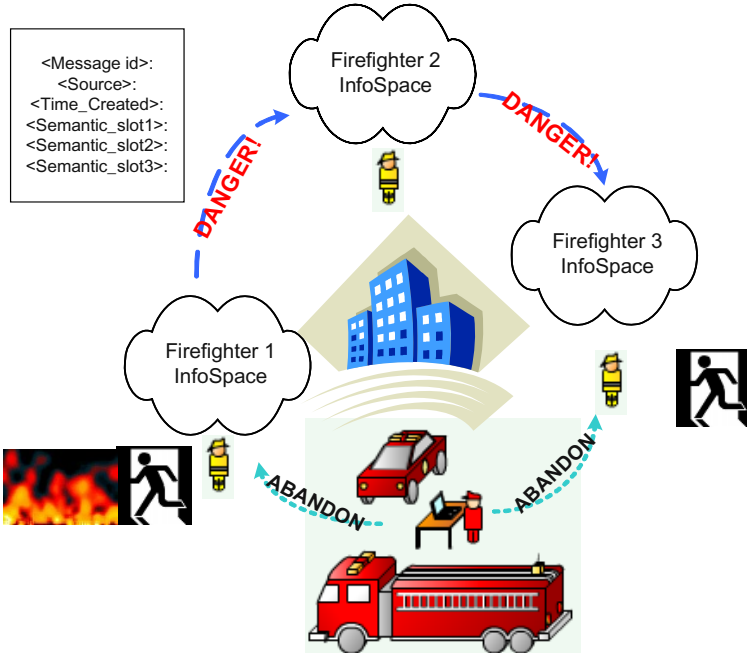 <Message id>:
<Source>:
<Time_Created>:
<Semantic_slot1>:
<Semantic_slot2>:
<Semantic_slot3>:
Firefighter 2
InfoSpace
DANGER!
DANGER!
Firefighter 3
InfoSpace
Firefighter 1
InfoSpace
ABANDON
ABANDON